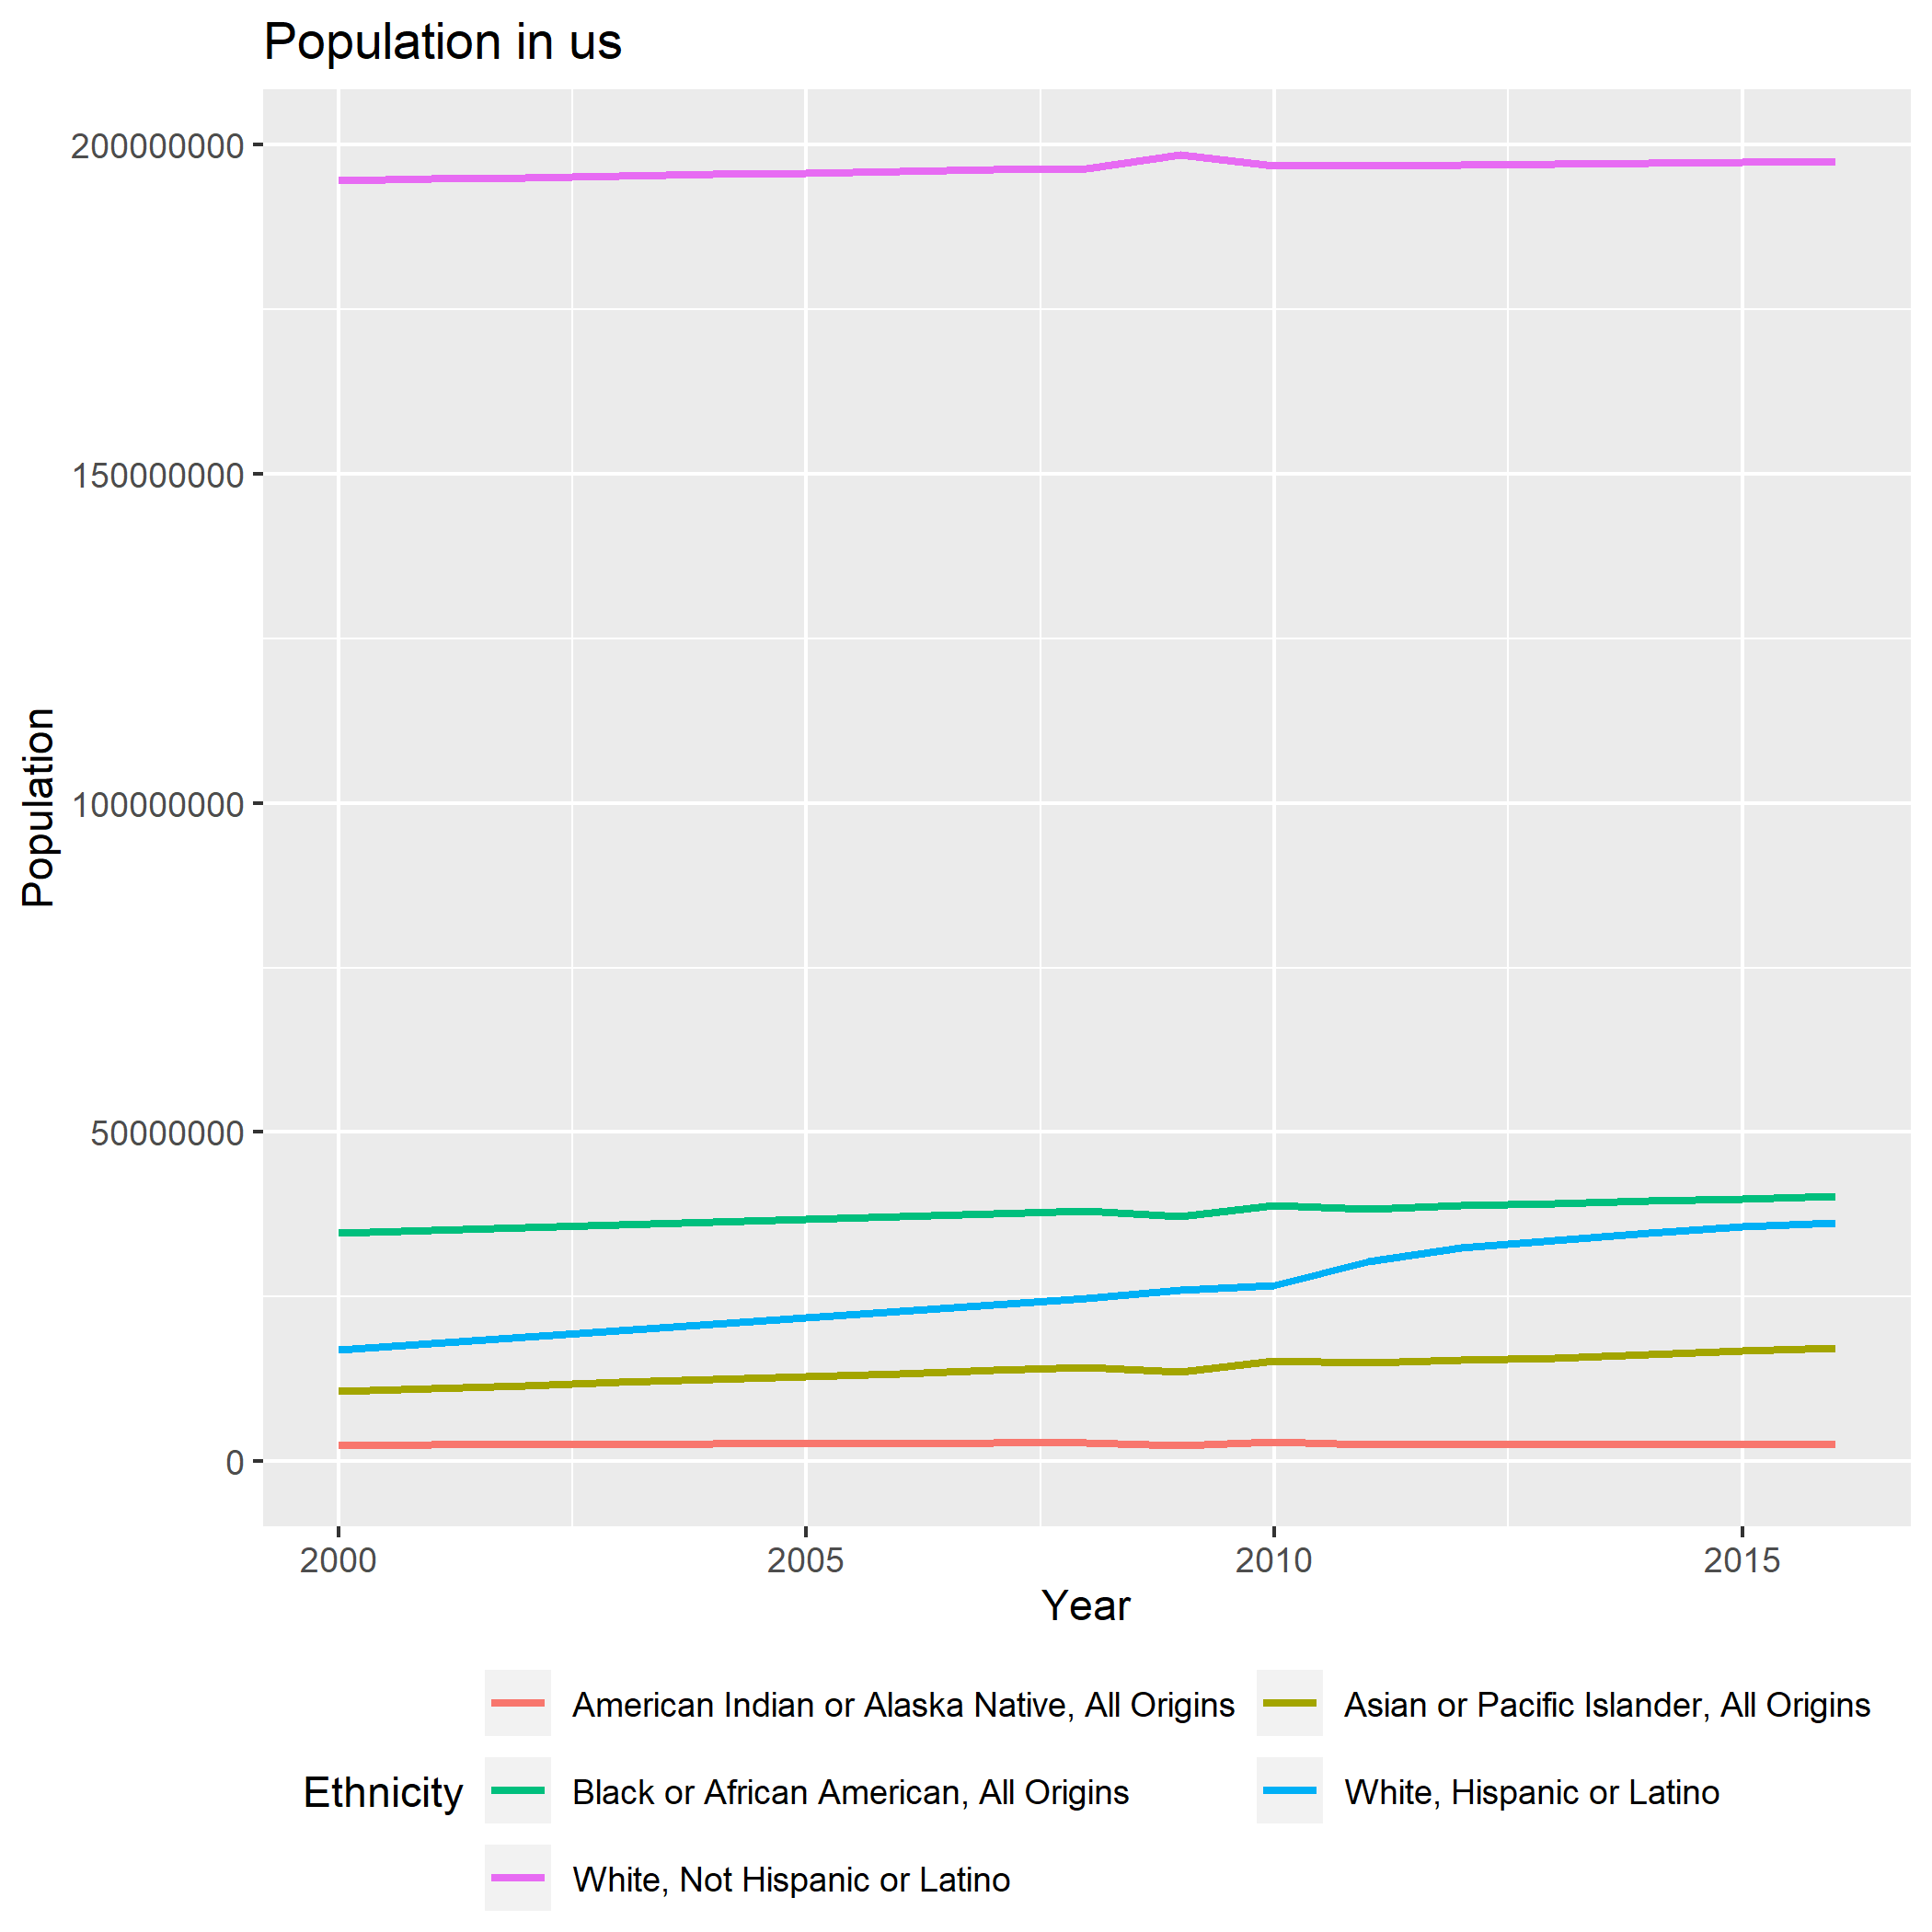 Population in us
200000000
150000000
100000000
50000000
0
Population
2000 2005 2010 2015
Year
Ethnicity
American Indian or Alaska Native, All Origins
Asian or Pacific Islander, All Origins
Black or African American, All Origins
White, Hispanic or Latino
White, Not Hispanic or Latino